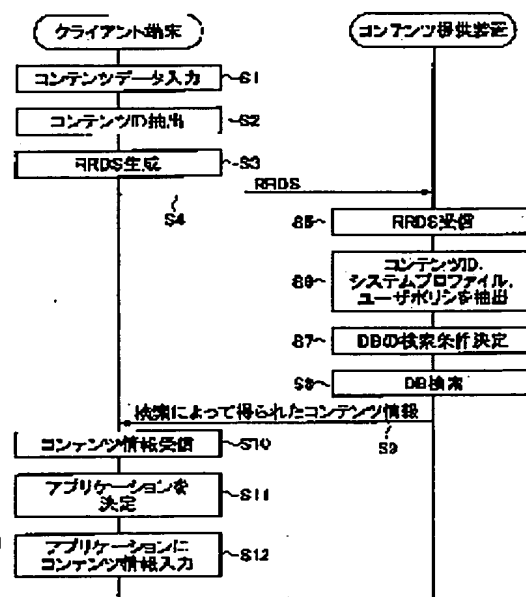 クライアント端末
コンテンツ提供装置
コンテンツデータ入力
S1
コンテンツID抽出
S2
RRDS生成
S3
RRDS
S4
S5
RRDS受信
S6
コンテンツID,
システムプロファイル,
ユーザポリシを抽出
S7
DBの検索条件決定
S8
DB検索
検索によって得られたコンテンツ情報
S9
コンテンツ情報受信
S10
アプリケーションを
決定
S11
アプリケーションに
コンテンツ情報入力
S12